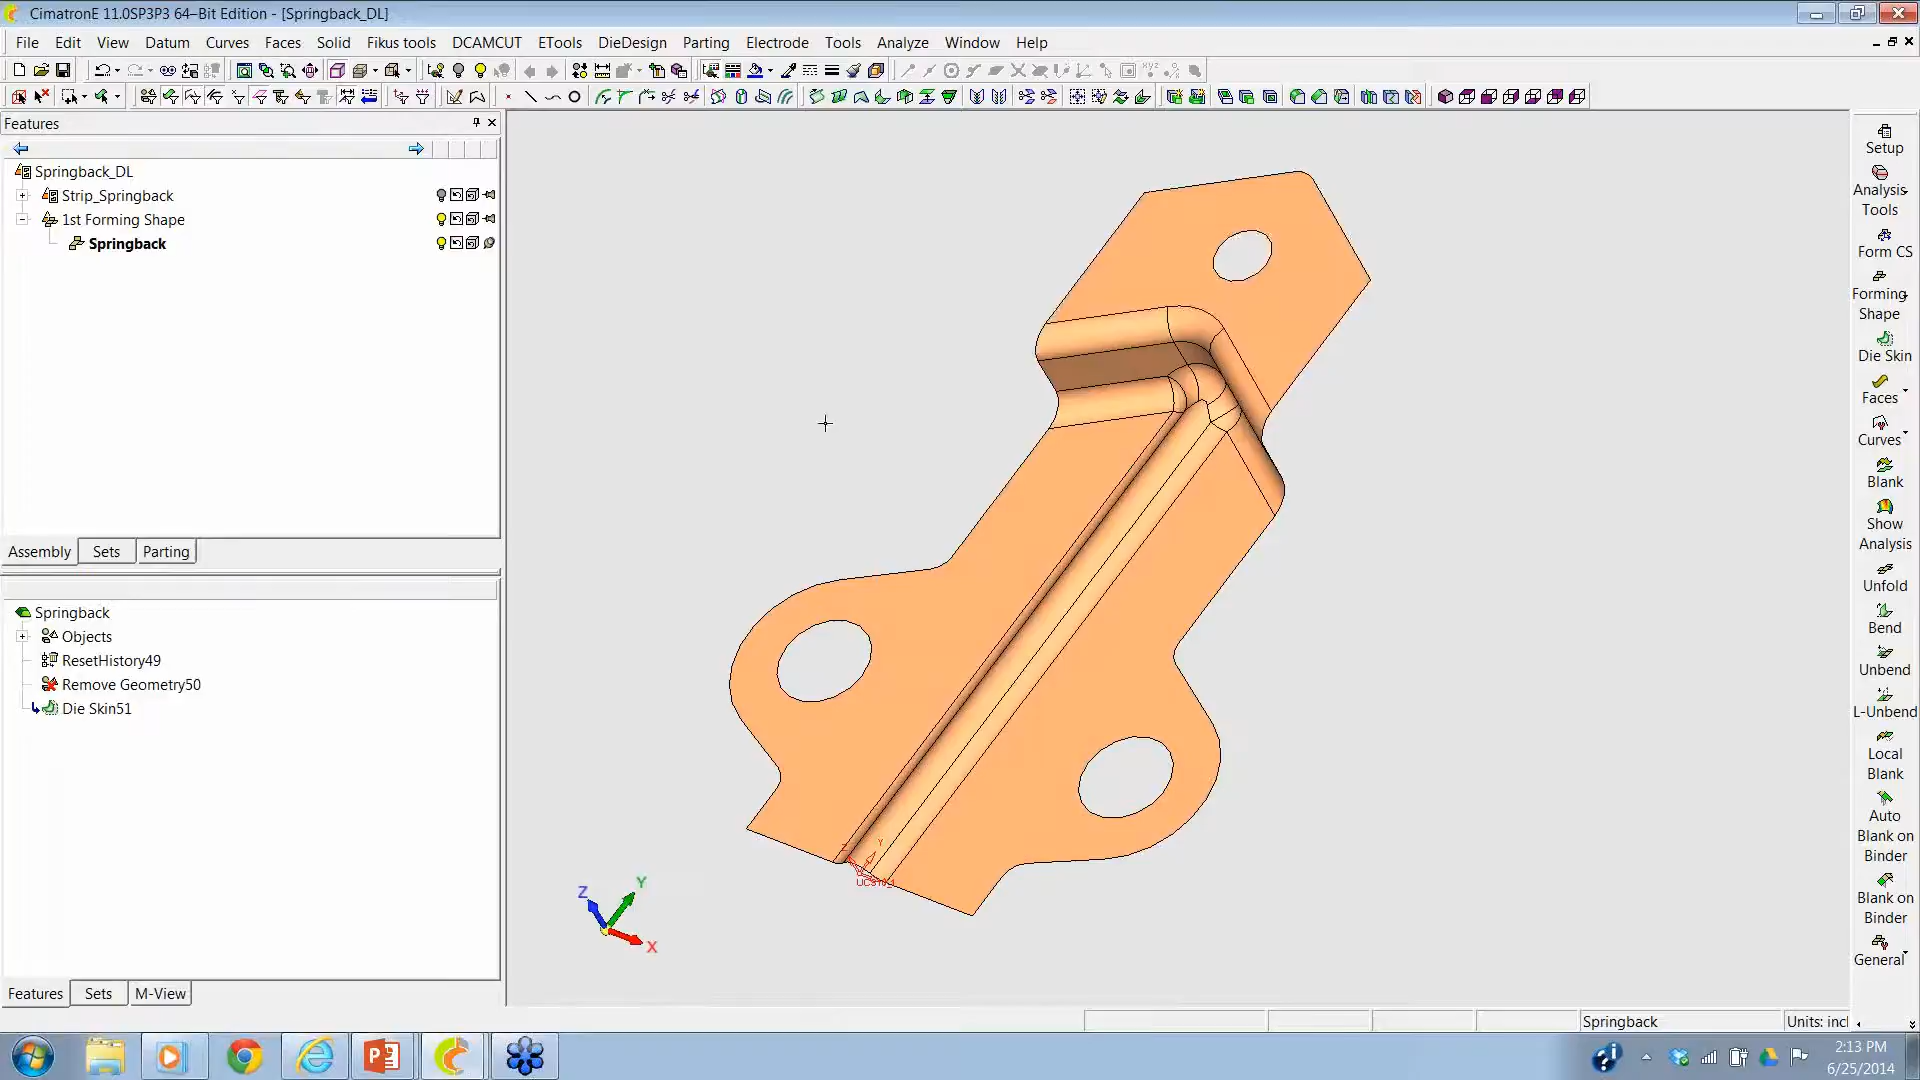 CimatronE 11.0SP3P3 64–Bit Edition - [Springback_DL]
File Edit View Datum Curves Faces Solid Fikus tools DCAMCUT ETools DieDesign Parting Electrode Tools Analyze Window Help
Features
Springback_DL
Strip_Springback
1st Forming Shape
Springback
Assembly Sets Parting
Springback
Objects
ResetHistory49
Remove Geometry50
Die Skin51
Features Sets M-View
Z
Y
X
Z
Y
Setup
Analysis
Tools
Form CS
Forming
Shape
Die Skin
Faces
Curves
Blank
Show
Analysis
Unfold
Bend
Unbend
L-Unbend
Local
Blank
Auto
Blank on
Binder
Blank on
Binder
General
Springback
Units: incl
2:13 PM
6/25/2014